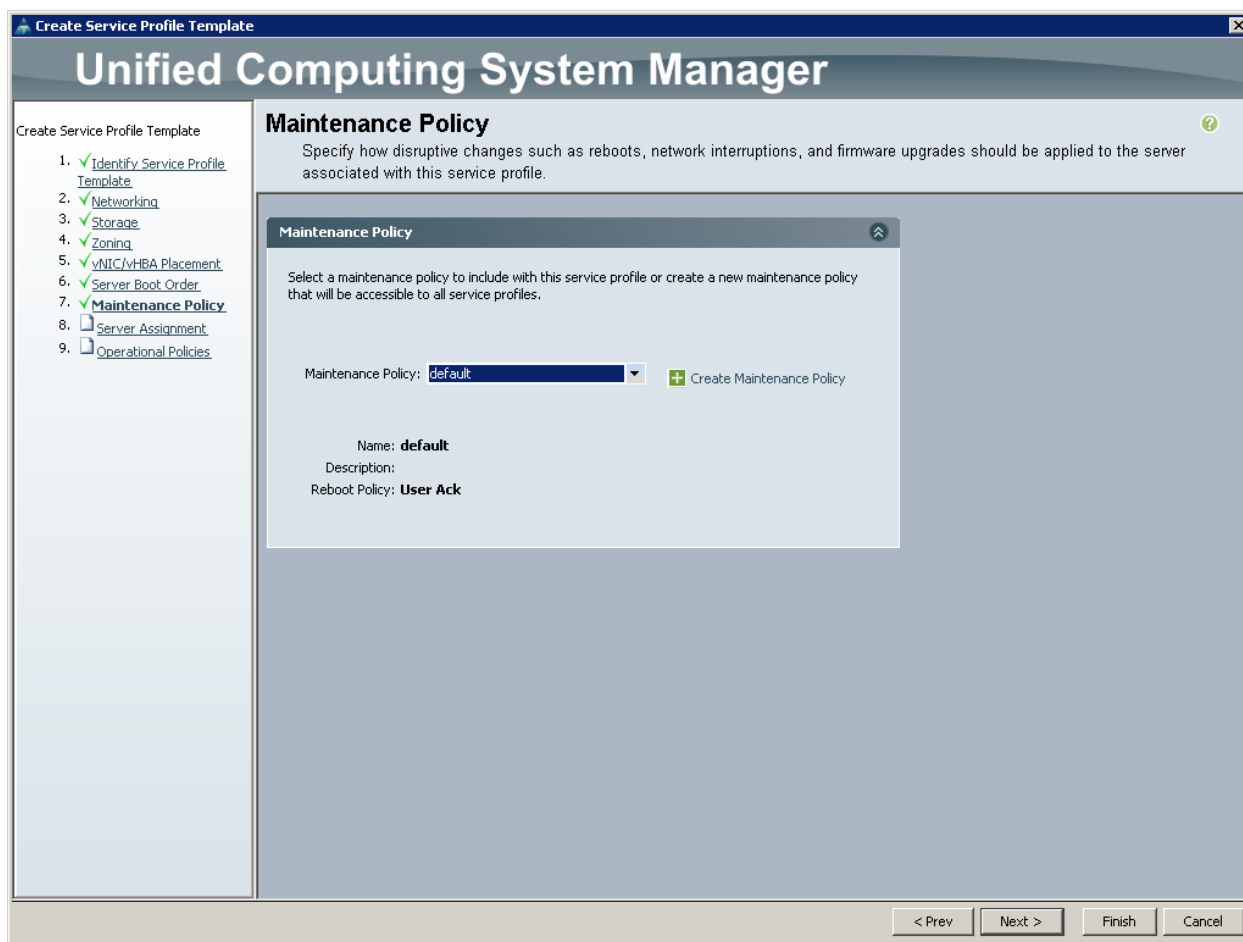 Create Service Profile Template
Unified Computing System Manager
Create Service Profile Template
1. Identify Service Profile
Template
2. Networking
3. Storage
4. Zoning
5. vNIC/vHBA Placement
6. Server Boot Order
7. Maintenance Policy
8. Server Assignment
9. Operational Policies
Maintenance Policy
Specify how disruptive changes such as reboots, network interruptions, and firmware upgrades should be applied to the server
associated with this service profile.
Maintenance Policy
Select a maintenance policy to include with this service profile or create a new maintenance policy
that will be accessible to all service profiles.
Maintenance Policy: default
Create Maintenance Policy
Name: default
Description:
Reboot Policy: User Ack
< Prev
Next >
Finish
Cancel